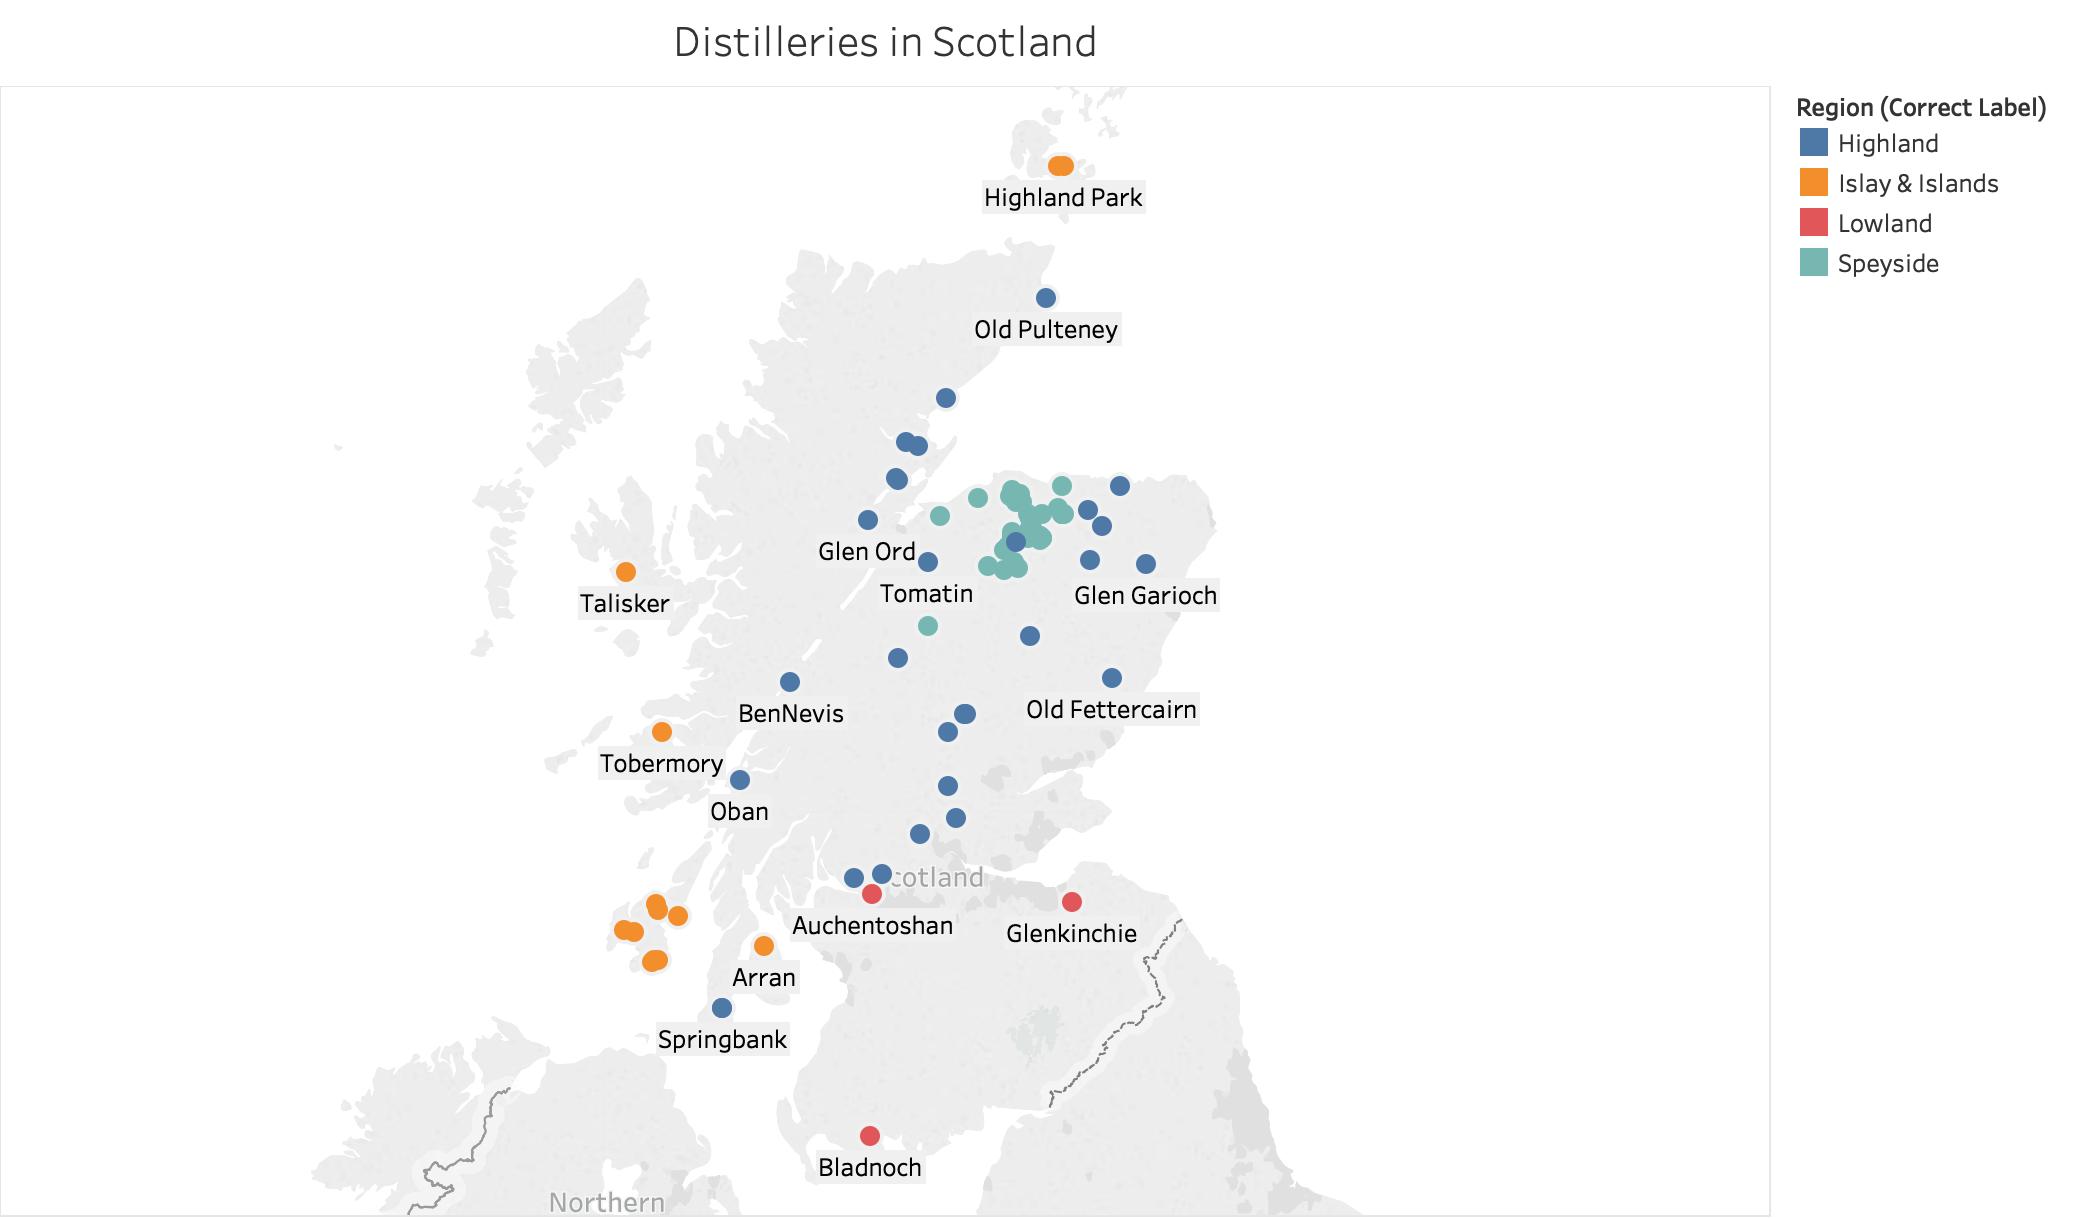 Distilleries in Scotland
Region (Correct Label)
Highland
Islay & Islands
Lowland
Speyside
Highland Park
Old Pulteney
Glen Ord
Tomatin
Glen Garioch
Talisker
BenNevis
Old Fettercairn
Tobermory
Oban
cotland
Auchentoshan
Glenkinchie
Arran
Springbank
Bladnoch
Northern